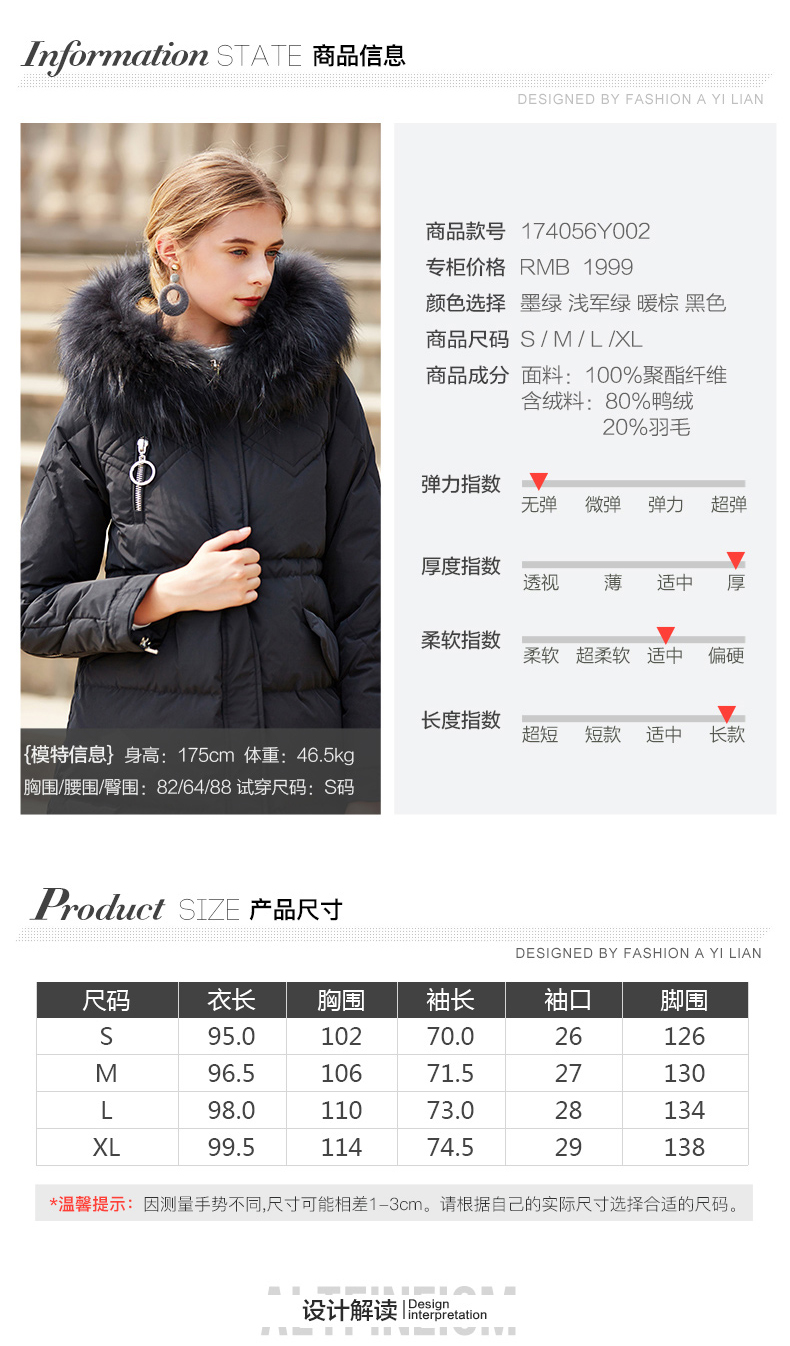 Information STATE 商品信息
DESIGNED BY FASHION A YI LIAN
商品款号 174056Y002
专柜价格 RMB 1999
颜色选择 墨绿 浅军绿 暖棕 黑色
商品尺码 S / M / L /XL
商品成分 面料：100%聚酯纤维
含绒料：80%鸭绒
20%羽毛
弹力指数
无弹 微弹 弹力 超弹
厚度指数
透视 薄 适中 厚
柔软指数
柔软 超柔软 适中 偏硬
长度指数
超短 短款 适中 长款
{模特信息} 身高：175cm 体重：46.5kg
胸围/腰围/臀围：82/64/88 试穿尺码：S码
Product SIZE 产品尺寸
DESIGNED BY FASHION A YI LIAN
尺码 衣长 胸围 袖长 袖口 脚围
S 95.0 102 70.0 26 126
M 96.5 106 71.5 27 130
L 98.0 110 73.0 28 134
XL 99.5 114 74.5 29 138
*温馨提示：因测量手势不同,尺寸可能相差1-3cm。请根据自己的实际尺寸选择合适的尺码。
设计解读 Design
interpretation